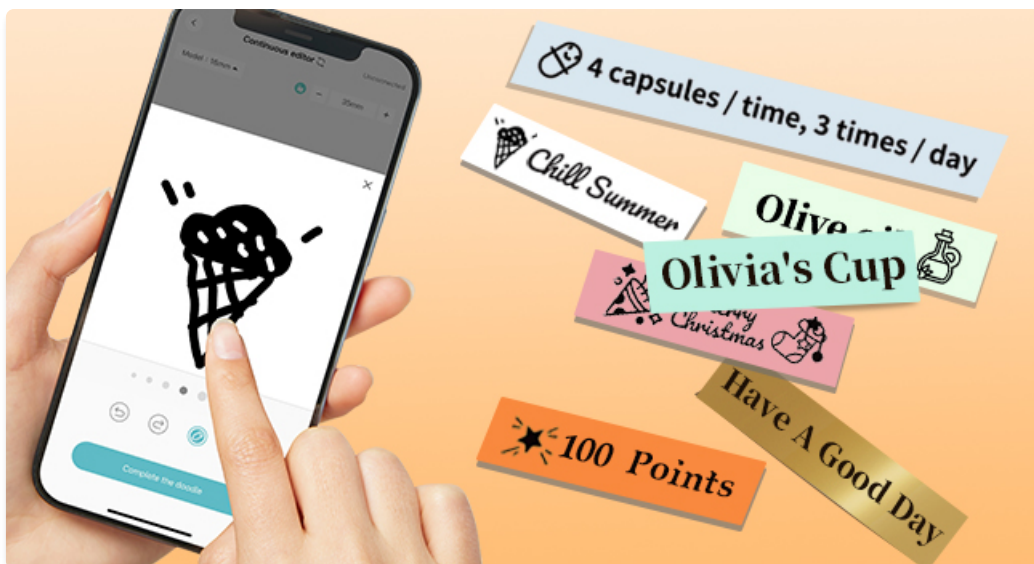 Continuous editor
Unconnected
Model : 16mm
− 25mm +
Complete the doodle
4 capsules / time, 3 times / day
Chill Summer
Olive
Olivia's Cup
Christmas
100 Points
Have A Good Day